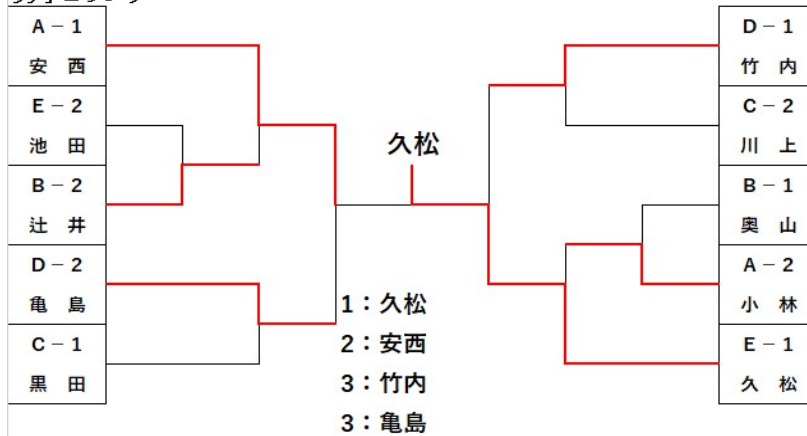 A－1
安 西
E－2
池 田
B－2
辻 井
D－2
亀 島
C－1
黒 田
久松
1：久松
2：安西
3：竹内
3：亀島
D－1
竹 内
C－2
川 上
B－1
奥 山
A－2
小 林
E－1
久 松